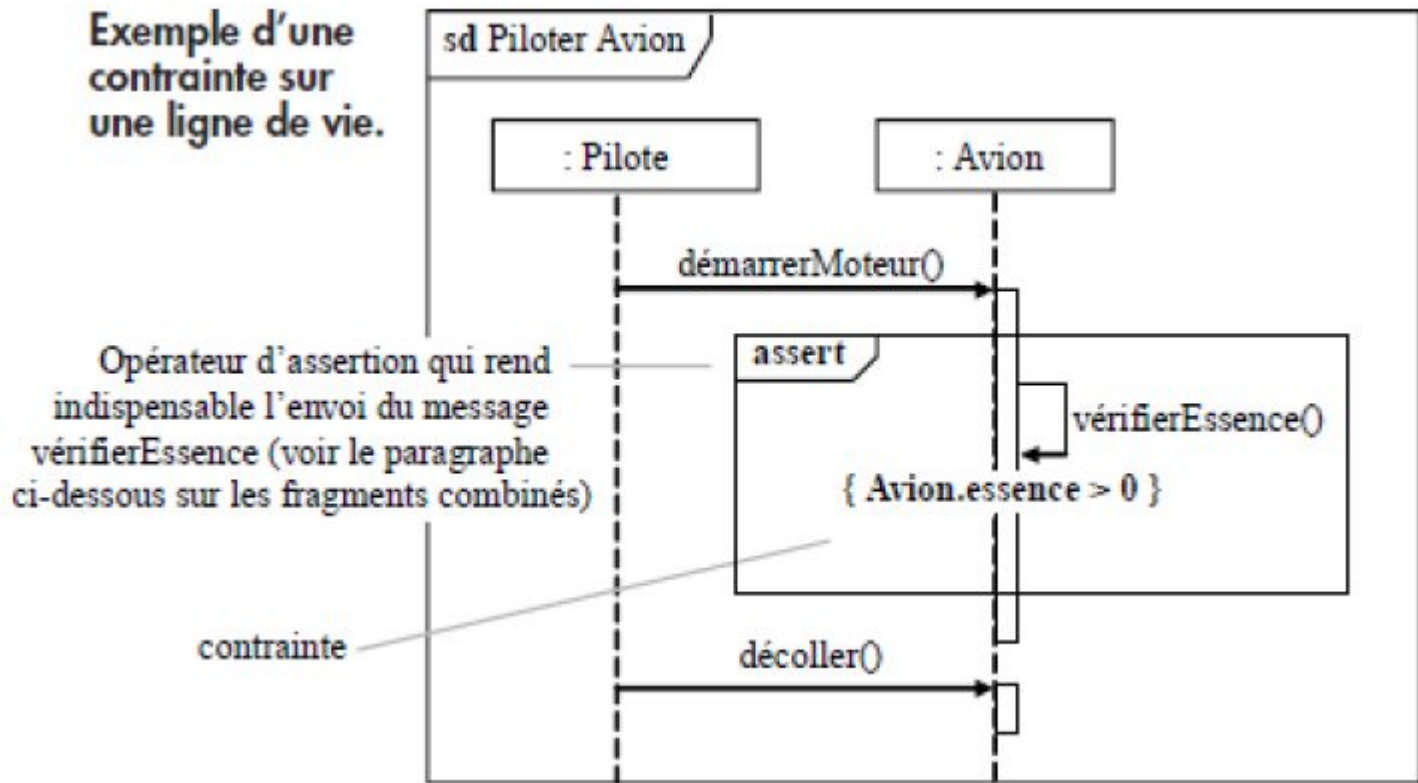 Exemple d'une
contrainte sur
une ligne de vie.
sd Piloter Avion
: Pilote
: Avion
démarrerMoteur()
assert
Opérateur d'assertion qui rend
indispensable l'envoi du message
vérifierEssence (voir le paragraphe
ci-dessous sur les fragments combinés)
vérifierEssence()
{ Avion.essence > 0 }
contrainte
décoller()